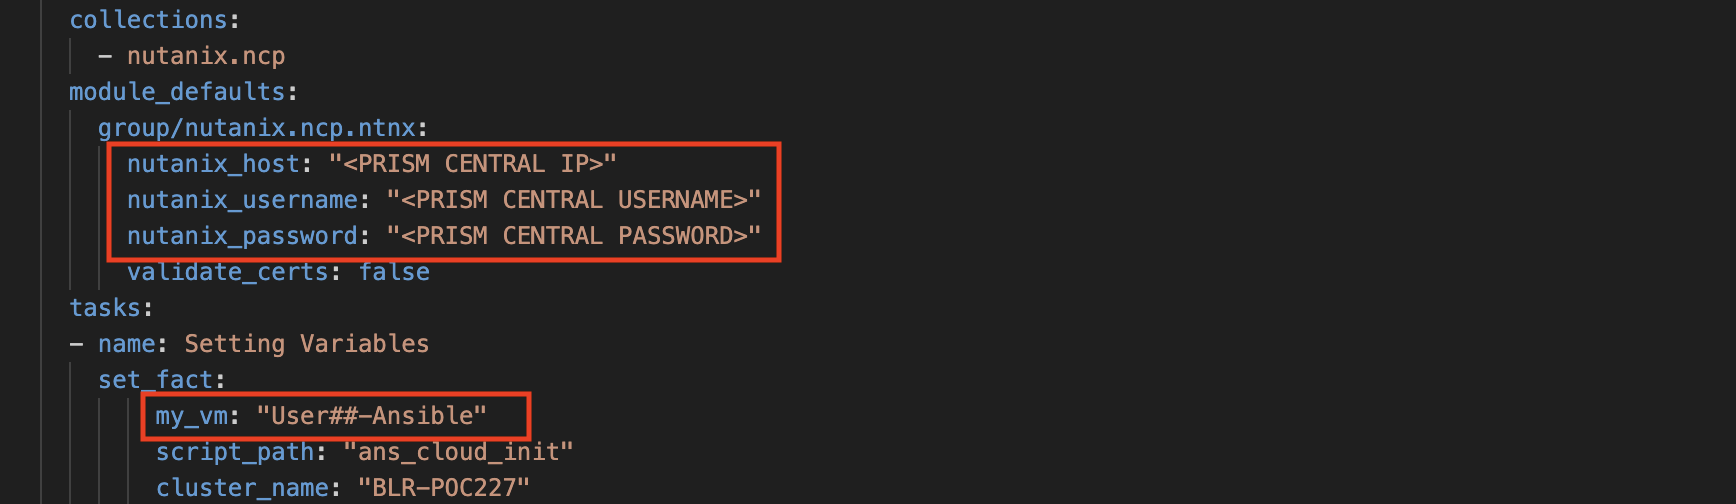 collections:
- nutanix.ncp
module_defaults:
group/nutanix.ncp.ntnx:
nutanix_host: "<PRISM CENTRAL IP>"
nutanix_username: "<PRISM CENTRAL USERNAME>"
nutanix_password: "<PRISM CENTRAL PASSWORD>"
validate_certs: false
tasks:
- name: Setting Variables
set_fact:
my_vm: "User##-Ansible"
script_path: "ans_cloud_init"
cluster_name: "BLR-POC227"